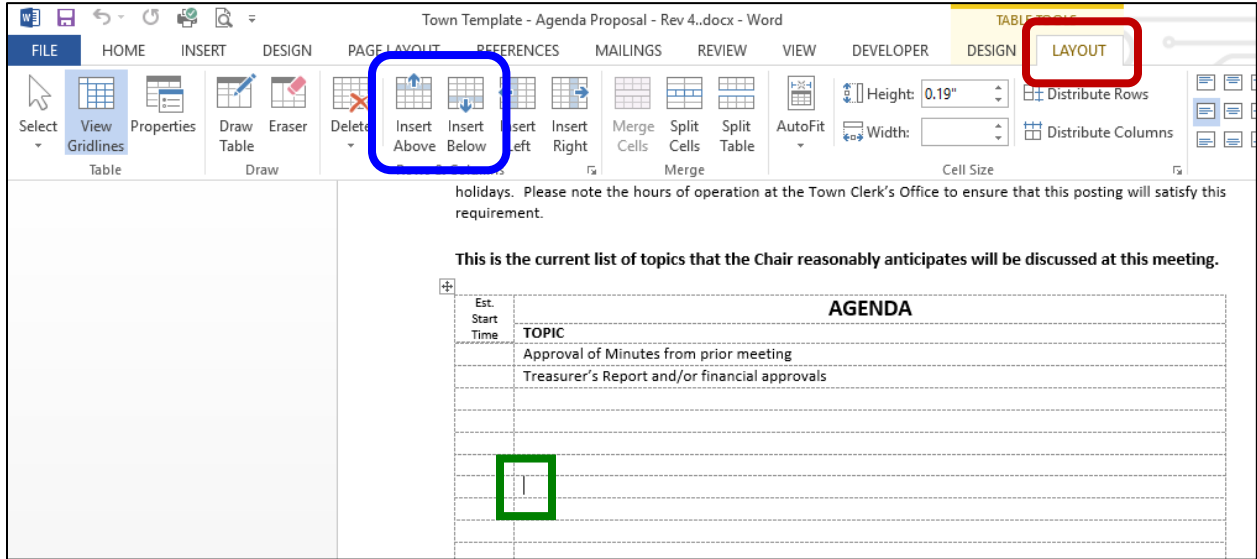 Town Template - Agenda Proposal - Rev 4..docx - Word
TABLE TOOLS
FILE HOME INSERT DESIGN PAGE LAYOUT REFERENCES MAILINGS REVIEW VIEW DEVELOPER DESIGN LAYOUT
Select
View Gridlines
Properties
Table
Draw Table
Eraser
Draw
Delete
Insert Above
Insert Below
Insert Left
Insert Right
Rows & Columns
Merge Cells
Split Cells
Split Table
Merge
AutoFit
Height: 0.19"
Width:
Distribute Rows
Distribute Columns
Cell Size
holidays. Please note the hours of operation at the Town Clerk's Office to ensure that this posting will satisfy this
requirement.
This is the current list of topics that the Chair reasonably anticipates will be discussed at this meeting.
Est.
Start
Time
AGENDA
TOPIC
Approval of Minutes from prior meeting
Treasurer's Report and/or financial approvals